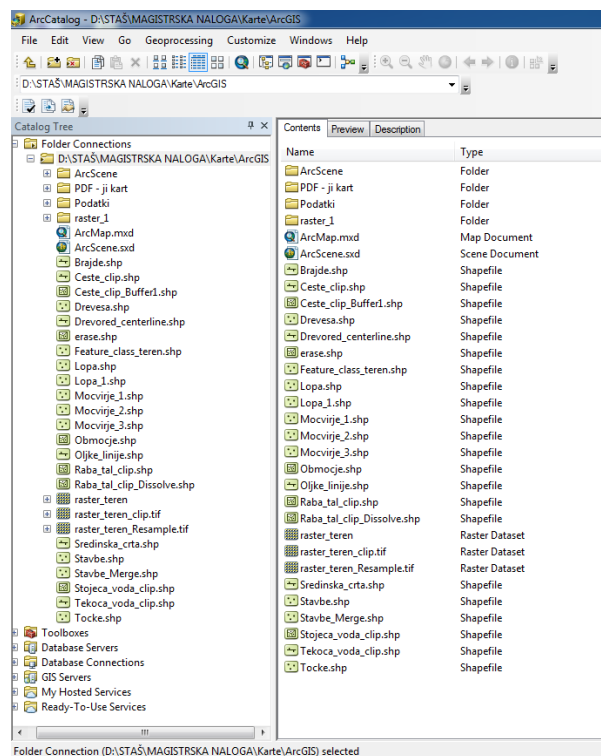 ArcCatalog - D:\STAŠ\MAGISTRSKA NALOGA\Karte\ArcGIS
File Edit View Go Geoprocessing Customize Windows Help
D:\STAŠ\MAGISTRSKA NALOGA\Karte\ArcGIS
Catalog Tree
Folder Connections
D:\STAŠ\MAGISTRSKA NALOGA\Karte\ArcGIS
ArcScene
PDF - ji kart
Podatki
raster_1
ArcMap.mxd
ArcScene.sxd
Brajde.shp
Ceste_clip.shp
Ceste_clip_Buffer1.shp
Drevesa.shp
Drevored_centerline.shp
erase.shp
Feature_class_teren.shp
Lopa.shp
Lopa_1.shp
Mocvirje_1.shp
Mocvirje_2.shp
Mocvirje_3.shp
Obmocje.shp
Oljke_linije.shp
Raba_tal_clip.shp
Raba_tal_clip_Dissolve.shp
raster_teren
raster_teren_clip.tif
raster_teren_Resample.tif
Sredinska_crta.shp
Stavbe.shp
Stavbe_Merge.shp
Stojeca_voda_clip.shp
Tekoca_voda_clip.shp
Tocke.shp
Toolboxes
Database Servers
Database Connections
GIS Servers
My Hosted Services
Ready-To-Use Services
Contents Preview Description
Name Type
ArcScene Folder
PDF - ji kart Folder
Podatki Folder
raster_1 Folder
ArcMap.mxd Map Document
ArcScene.sxd Scene Document
Brajde.shp Shapefile
Ceste_clip.shp Shapefile
Ceste_clip_Buffer1.shp Shapefile
Drevesa.shp Shapefile
Drevored_centerline.shp Shapefile
erase.shp Shapefile
Feature_class_teren.shp Shapefile
Lopa.shp Shapefile
Lopa_1.shp Shapefile
Mocvirje_1.shp Shapefile
Mocvirje_2.shp Shapefile
Mocvirje_3.shp Shapefile
Obmocje.shp Shapefile
Oljke_linije.shp Shapefile
Raba_tal_clip.shp Shapefile
Raba_tal_clip_Dissolve.shp Shapefile
raster_teren Raster Dataset
raster_teren_clip.tif Raster Dataset
raster_teren_Resample.tif Raster Dataset
Sredinska_crta.shp Shapefile
Stavbe.shp Shapefile
Stavbe_Merge.shp Shapefile
Stojeca_voda_clip.shp Shapefile
Tekoca_voda_clip.shp Shapefile
Tocke.shp Shapefile
Folder Connection (D:\STAŠ\MAGISTRSKA NALOGA\Karte\ArcGIS) selected